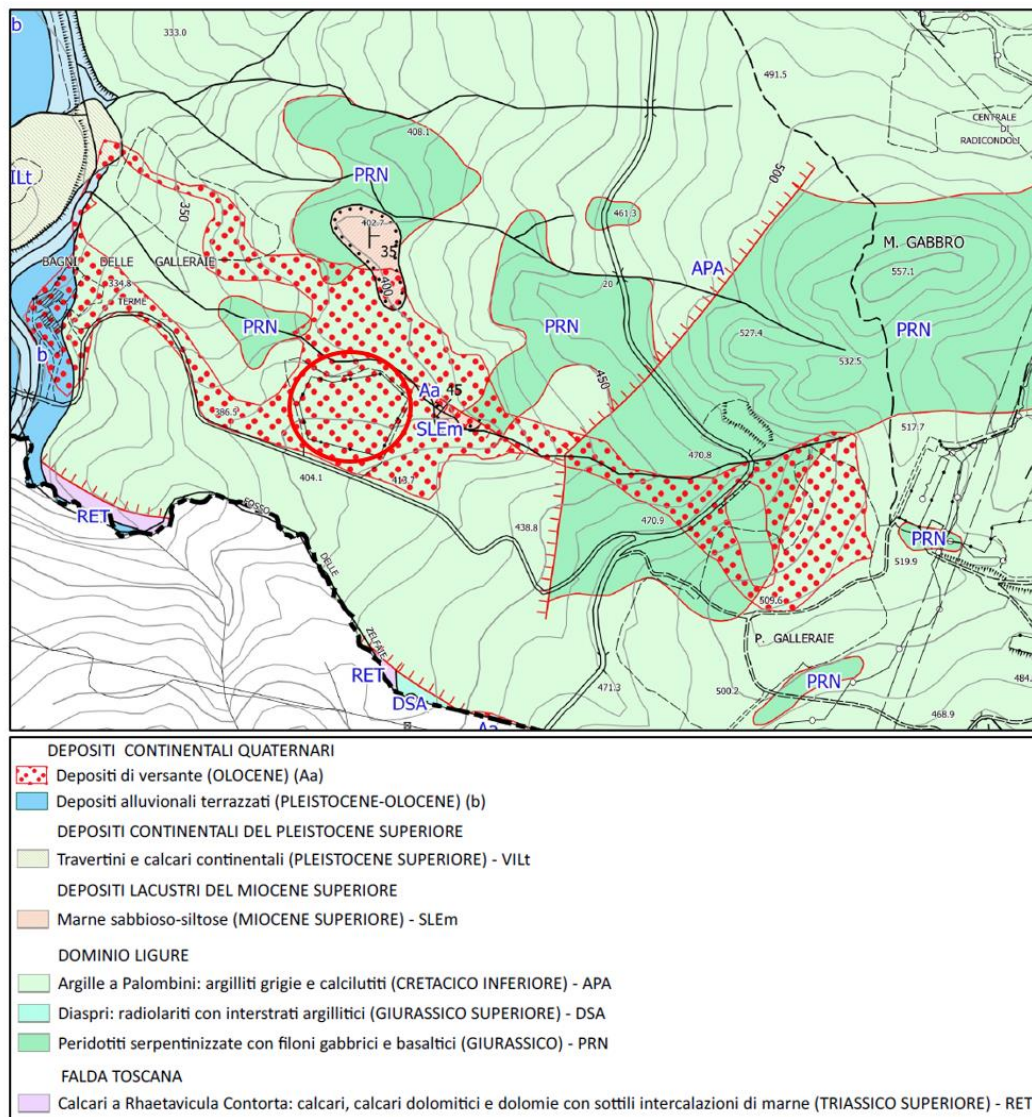 b
333.0
491.5
CENTRALE
DI
RADICONDOLI
408.1
PRN
500
ILt
350
402.7
35
461.3
M. GABBRO
400
APA
557.1
BAGNI DELLE GALLERAIE
334.8
TERME
20
PRN
PRN
527.4
PRN
532.5
b
450
Aa
45
386.5
SLEm
517.7
470.8
404.1
413.7
RET
FOSSO
438.8
470.9
PRN
519.9
DELLE
509.6
ZELFAIE
P. GALLERAIE
RET
471.3
500.2
PRN
484.
DSA
468.9
Aa
DEPOSITI CONTINENTALI QUATERNARI
Depositi di versante (OLOCENE) (Aa)
Depositi alluvionali terrazzati (PLEISTOCENE-OLOCENE) (b)
DEPOSITI CONTINENTALI DEL PLEISTOCENE SUPERIORE
Travertini e calcari continentali (PLEISTOCENE SUPERIORE) - VILt
DEPOSITI LACUSTRI DEL MIOCENE SUPERIORE
Marne sabbioso-siltose (MIOCENE SUPERIORE) - SLEm
DOMINIO LIGURE
Argille a Palombini: argilliti grigie e calcilutiti (CRETACICO INFERIORE) - APA
Diaspri: radiolariti con interstrati argillitici (GIURASSICO SUPERIORE) - DSA
Peridotiti serpentinizzate con filoni gabbrici e basaltici (GIURASSICO) - PRN
FALDA TOSCANA
Calcari a Rhaetavicula Contorta: calcari, calcari dolomitici e dolomie con sottili intercalazioni di marne (TRIASSICO SUPERIORE) - RET